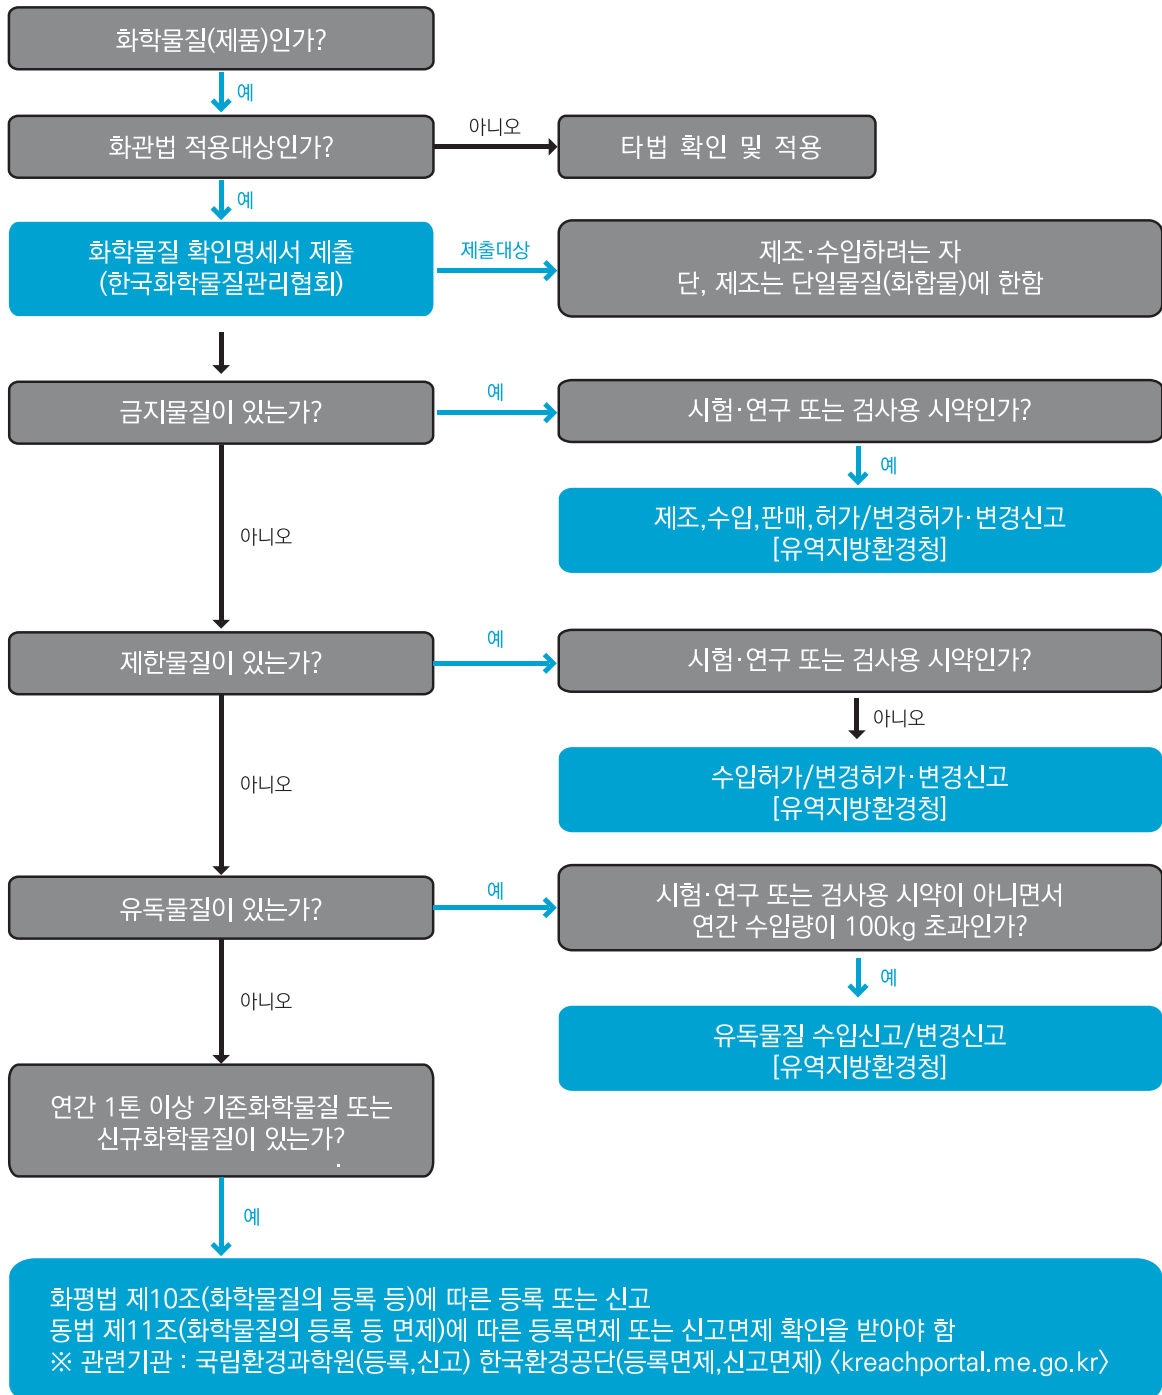 화학물질(제품)인가?
예
화관법 적용대상인가?
아니오
타법 확인 및 적용
예
화학물질 확인명세서 제출
(한국화학물질관리협회)
제출대상
제조·수입하려는 자
단, 제조는 단일물질(화합물)에 한함
금지물질이 있는가?
예
시험·연구 또는 검사용 시약인가?
예
제조,수입,판매,허가/변경허가·변경신고
[유역지방환경청]
아니오
제한물질이 있는가?
예
시험·연구 또는 검사용 시약인가?
아니오
수입허가/변경허가·변경신고
[유역지방환경청]
아니오
유독물질이 있는가?
예
시험·연구 또는 검사용 시약이 아니면서
연간 수입량이 100kg 초과인가?
예
유독물질 수입신고/변경신고
[유역지방환경청]
아니오
연간 1톤 이상 기존화학물질 또는
신규화학물질이 있는가?
.
예
화평법 제10조(화학물질의 등록 등)에 따른 등록 또는 신고
동법 제11조(화학물질의 등록 등 면제)에 따른 등록면제 또는 신고면제 확인을 받아야 함
※ 관련기관 : 국립환경과학원(등록,신고) 한국환경공단(등록면제,신고면제) 〈kreachportal.me.go.kr〉